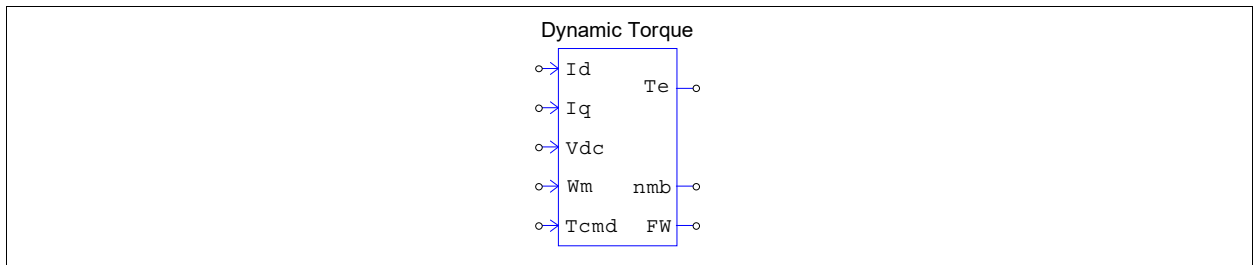 Dynamic Torque
Id
Te
Iq
Vdc
Wm nmb
Tcmd FW